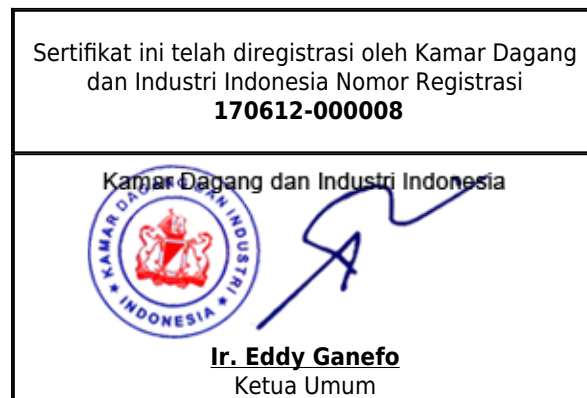 Sertifikat ini telah diregistrasi oleh Kamar Dagang
dan Industri Indonesia Nomor Registrasi
170612-000008
Kamar Dagang dan Industri Indonesia
KAMAR DAGANG DAN INDUSTRI
INDONESIA
Ir. Eddy Ganefo
Ketua Umum